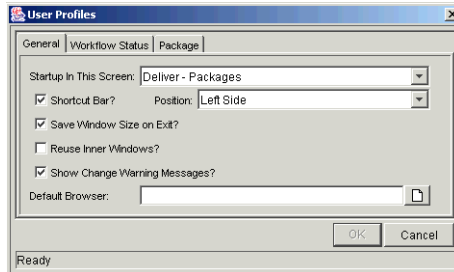 User Profiles
General Workflow Status Package
Startup In This Screen: Deliver - Packages
Shortcut Bar? Position: Left Side
Save Window Size on Exit?
Reuse Inner Windows?
Show Change Warning Messages?
Default Browser:
OK Cancel
Ready